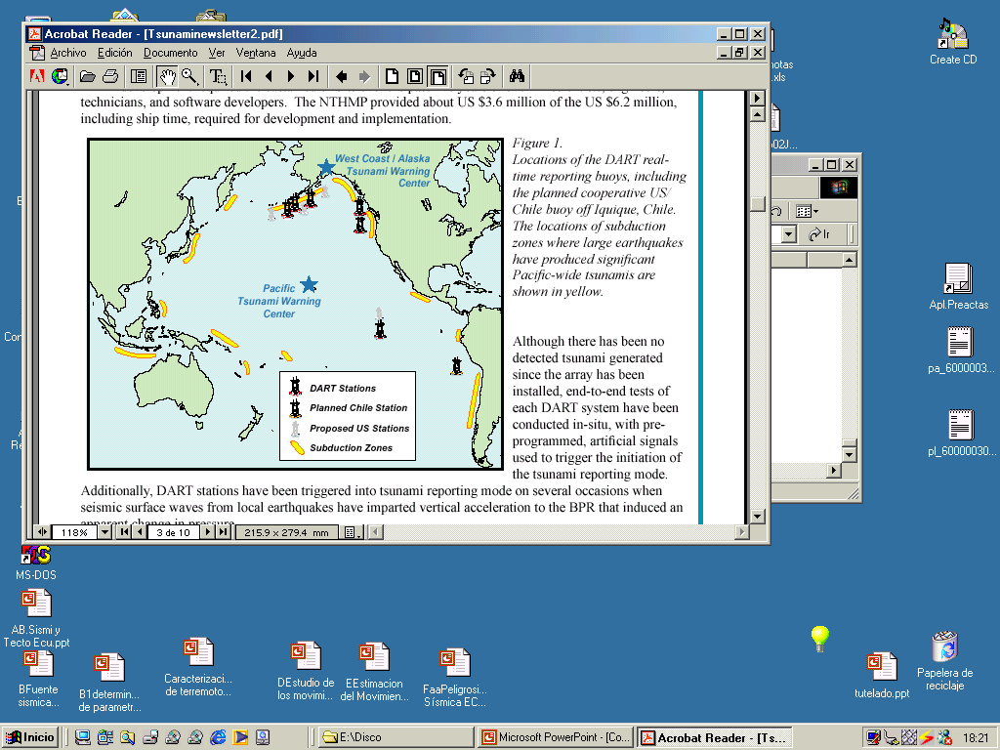 Acrobat Reader - [Tsunaminewsletter2.pdf]
Archivo Edición Documento Ver Ventana Ayuda
technicians, and software developers. The NTHMP provided about US $3.6 million of the US $6.2 million,
including ship time, required for development and implementation.
West Coast / Alaska
Tsunami Warning
Center
Pacific
Tsunami Warning
Center
DART Stations
Planned Chile Station
Proposed US Stations
Subduction Zones
Figure 1.
Locations of the DART real-
time reporting buoys, including
the planned cooperative US/
Chile buoy off Iquique, Chile.
The locations of subduction
zones where large earthquakes
have produced significant
Pacific-wide tsunamis are
shown in yellow.
Although there has been no
detected tsunami generated
since the array has been
installed, end-to-end tests of
each DART system have been
conducted in-situ, with pre-
programmed, artificial signals
used to trigger the initiation of
the tsunami reporting mode.
Additionally, DART stations have been triggered into tsunami reporting mode on several occasions when
seismic surface waves from local earthquakes have imparted vertical acceleration to the BPR that induced an
apparent change in pressure.
118% 3 de 10 215.9 x 279.4 mm
Ir
Create CD
notas
.xls
02J...
Apl.Preactas
pa_6000003...
pl_60000030...
Con
Re
MS-DOS
AB.Sismi y
Tecto Ecu.ppt
BFuente
sismica...
B1determin...
de parametr...
Caracterizaci...
de terremoto...
DEstudio de
los movimi...
EEstimacion
del Movimien...
FaaPeligrosi...
Sísmica EC...
tutelado.ppt
Papelera de
reciclaje
Inicio
E:\Disco
Microsoft PowerPoint - [Co...
Acrobat Reader - [Ts...
18:21